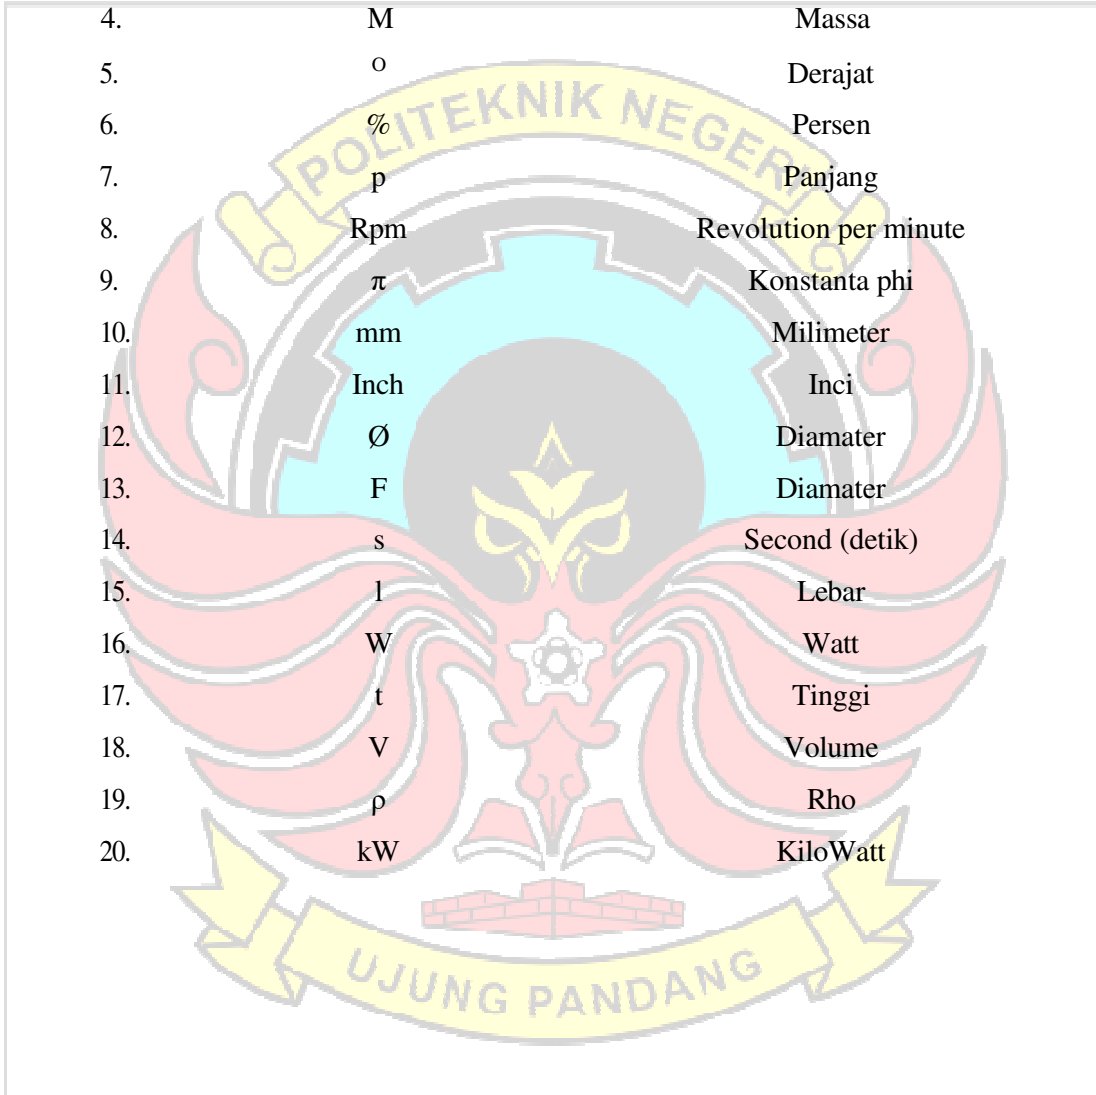 4. M Massa
5. o Derajat
6. % Persen
7. p Panjang
8. Rpm Revolution per minute
9. π Konstanta phi
10. mm Milimeter
11. Inch Inci
12. Ø Diamater
13. F Diamater
14. s Second (detik)
15. l Lebar
16. W Watt
17. t Tinggi
18. V Volume
19. ρ Rho
20. kW KiloWatt
POLITEKNIK NEGERI
UJUNG PANDANG